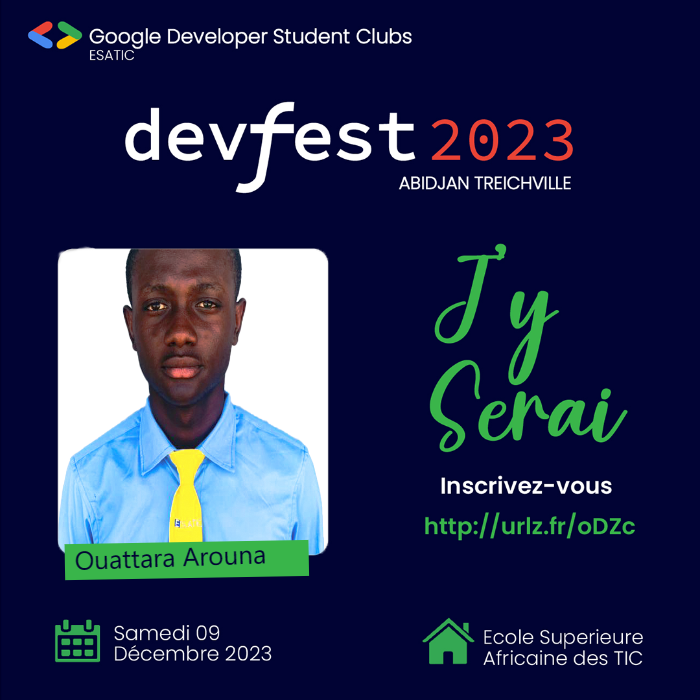 Google Developer Student Clubs
ESATIC
devfest 2023
ABIDJAN TREICHVILLE
J'y
Serai
Inscrivez-vous
http://urlz.fr/oDZc
Ouattara Arouna
Samedi 09
Décembre 2023
Ecole Superieure
Africaine des TIC